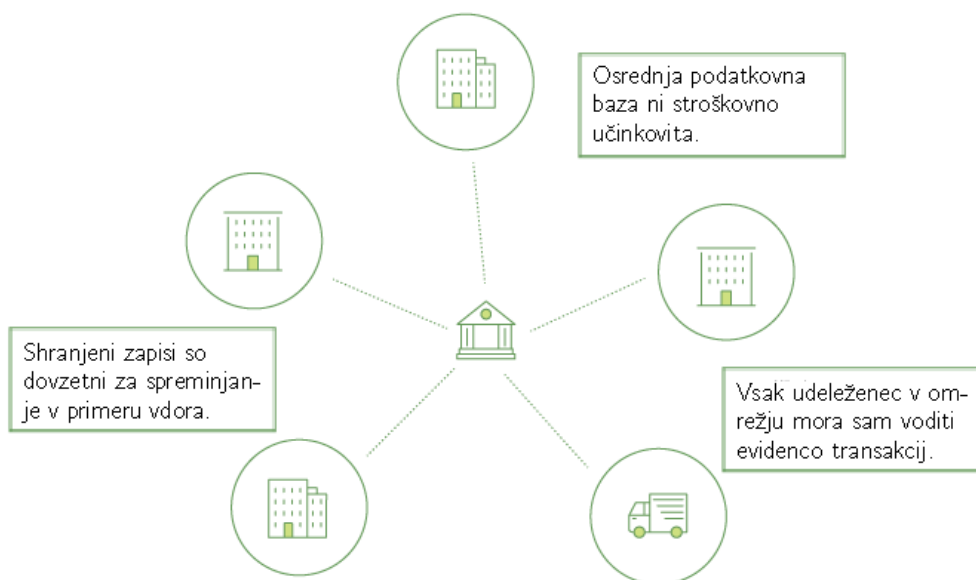 Osrednja podatkovna
baza ni stroškovno
učinkovita.
Shranjeni zapisi so
dovzetni za spreminjan-
je v primeru vdora.
Vsak udeleženec v om-
režju mora sam voditi
evidenco transakcij.